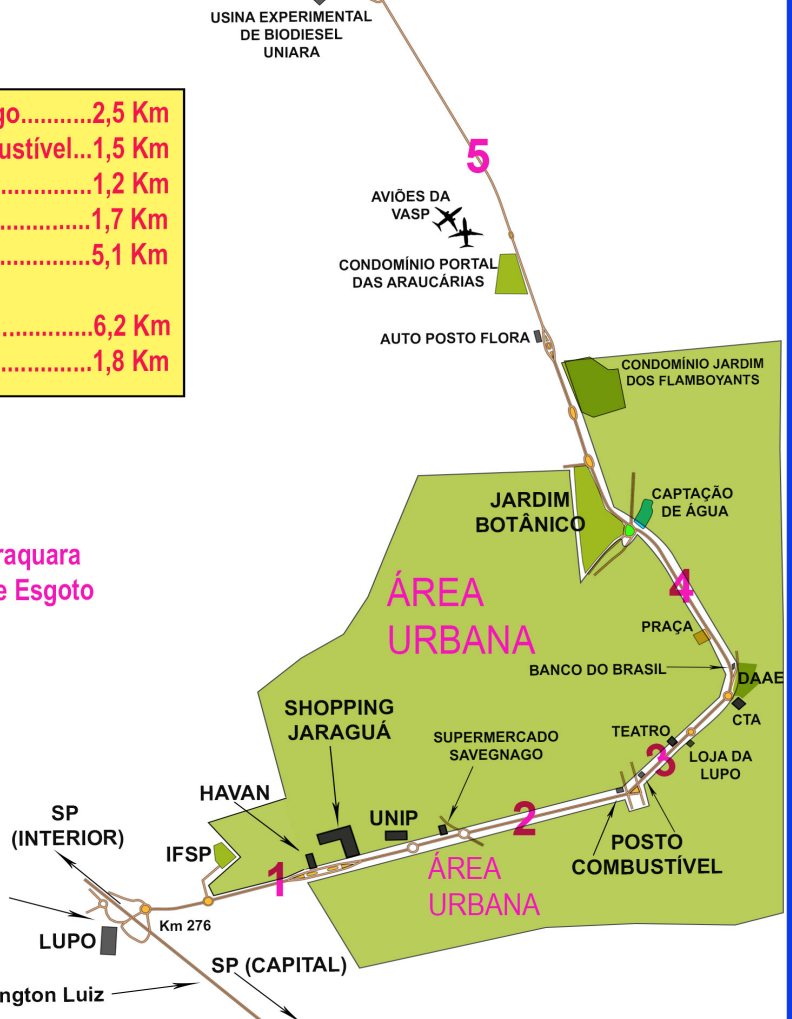 USINA EXPERIMENTAL
DE BIODIESEL
UNIARA
go...........2,5 Km
ustível...1,5 Km
..............1,2 Km
..............1,7 Km
..............5,1 Km
..............6,2 Km
..............1,8 Km
5
AVIÕES DA
VASP
CONDOMÍNIO PORTAL
DAS ARAUCÁRIAS
AUTO POSTO FLORA
CONDOMÍNIO JARDIM
DOS FLAMBOYANTS
JARDIM
BOTÂNICO
CAPTAÇÃO
DE ÁGUA
raquara
e Esgoto
ÁREA
URBANA
4
PRAÇA
BANCO DO BRASIL
DAAE
CTA
SHOPPING
JARAGUÁ
SUPERMERCADO
SAVEGNAGO
TEATRO
3
LOJA DA
LUPO
HAVAN
UNIP
2
SP
(INTERIOR)
IFSP
1
ÁREA
URBANA
POSTO
COMBUSTÍVEL
Km 276
LUPO
SP (CAPITAL)
ngton Luiz